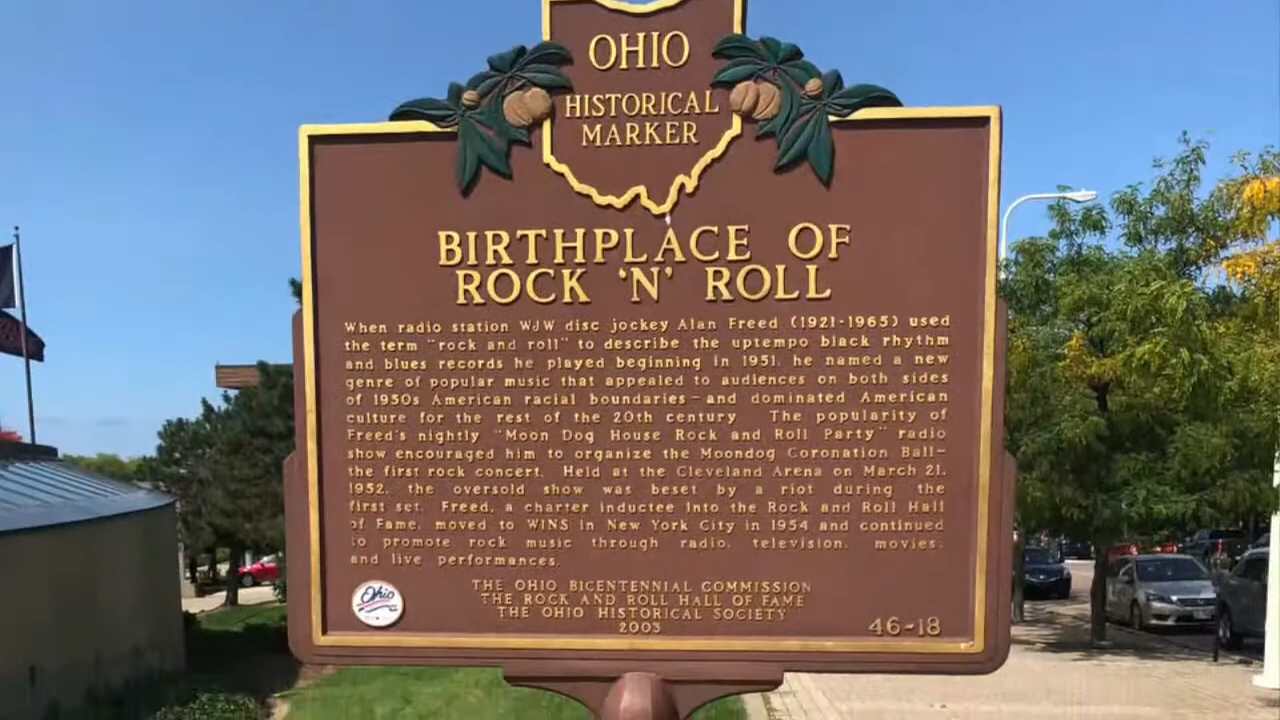 OHIO
HISTORICAL
MARKER
BIRTHPLACE OF
ROCK 'N' ROLL
When radio station WJW disc jockey Alan Freed (1921-1965) used
the term "rock and roll" to describe the uptempo black rhythm
and blues records he played beginning in 1951, he named a new
genre of popular music that appealed to audiences on both sides
of 1950s American racial boundaries – and dominated American
culture for the rest of the 20th century. The popularity of
Freed's nightly "Moon Dog House Rock and Roll Party" radio
show encouraged him to organize the Moondog Coronation Ball–
the first rock concert. Held at the Cleveland Arena on March 21,
1952, the oversold show was beset by a riot during the
first set. Freed, a charter inductee into the Rock and Roll Hall
of Fame, moved to WINS in New York City in 1954 and continued
to promote rock music through radio, television, movies,
and live performances.
THE OHIO BICENTENNIAL COMMISSION
THE ROCK AND ROLL HALL OF FAME
THE OHIO HISTORICAL SOCIETY
2003
46-18
Ohio